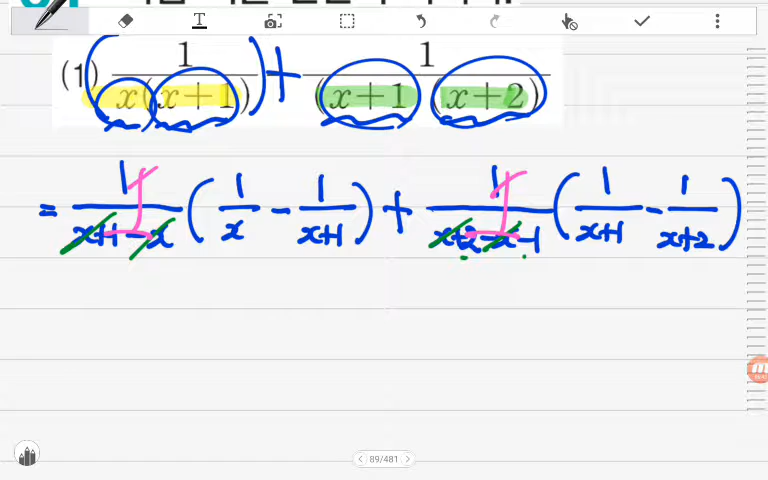 (1) 1/x(x+1) + 1/(x+1)(x+2)
= 1/x+1-x (1/x - 1/x+1) + 1/x+2-x-1 (1/x+1 - 1/x+2)
89/481